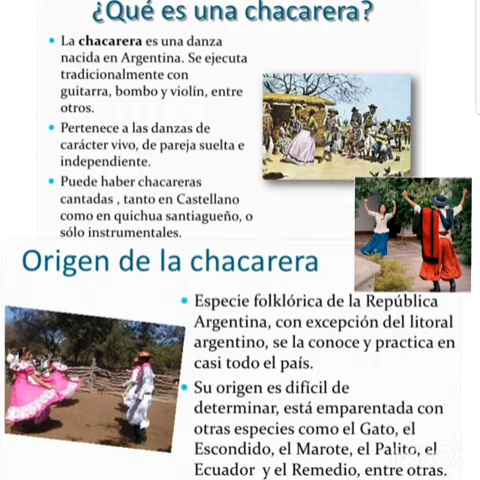 ¿Qué es una chacarera?
• La chacarera es una danza
nacida en Argentina. Se ejecuta
tradicionalmente con
guitarra, bombo y violín, entre
otros.
• Pertenece a las danzas de
carácter vivo, de pareja suelta e
independiente.
• Puede haber chacareras
cantadas , tanto en Castellano
como en quichua santiagueño, o
sólo instrumentales.
Origen de la chacarera
• Especie folklórica de la República
Argentina, con excepción del litoral
argentino, se la conoce y practica en
casi todo el país.
• Su origen es difícil de
determinar, está emparentada con
otras especies como el Gato, el
Escondido, el Marote, el Palito, el
Ecuador y el Remedio, entre otras.